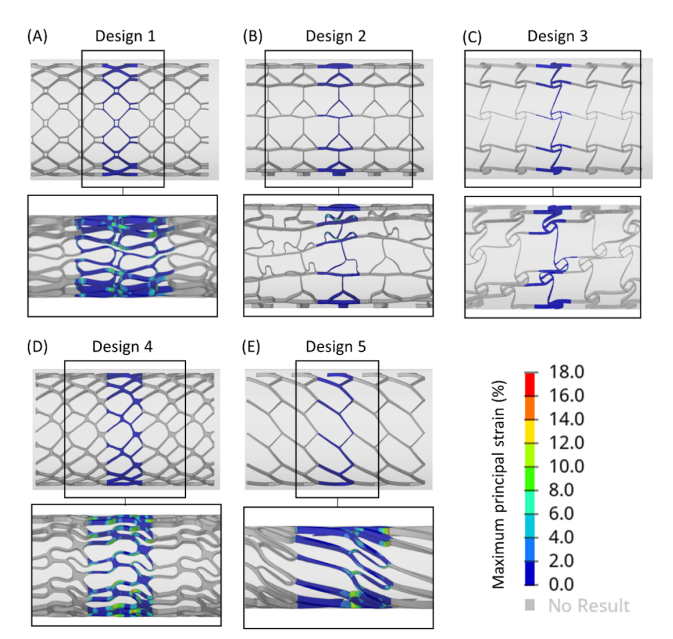 (A) Design 1
(B) Design 2
(C) Design 3
(D) Design 4
(E) Design 5
Maximum principal strain (%)
18.0
16.0
14.0
12.0
10.0
8.0
6.0
4.0
2.0
0.0
No Result